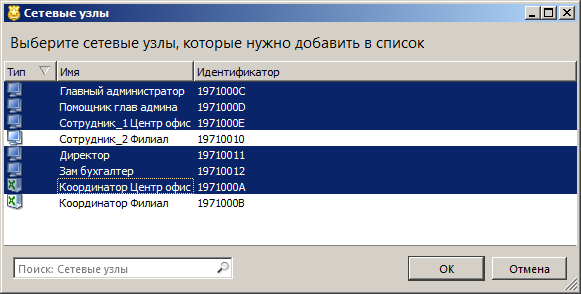 Сетевые узлы
Выберите сетевые узлы, которые нужно добавить в список
Тип Имя Идентификатор
Главный администратор 1971000C
Помощник глав админа 1971000D
Сотрудник_1 Центр офис 1971000E
Сотрудник_2 Филиал 19710010
Директор 19710011
Зам бухгалтер 19710012
Координатор Центр офис 1971000A
Координатор Филиал 1971000B
Поиск: Сетевые узлы
OK
Отмена